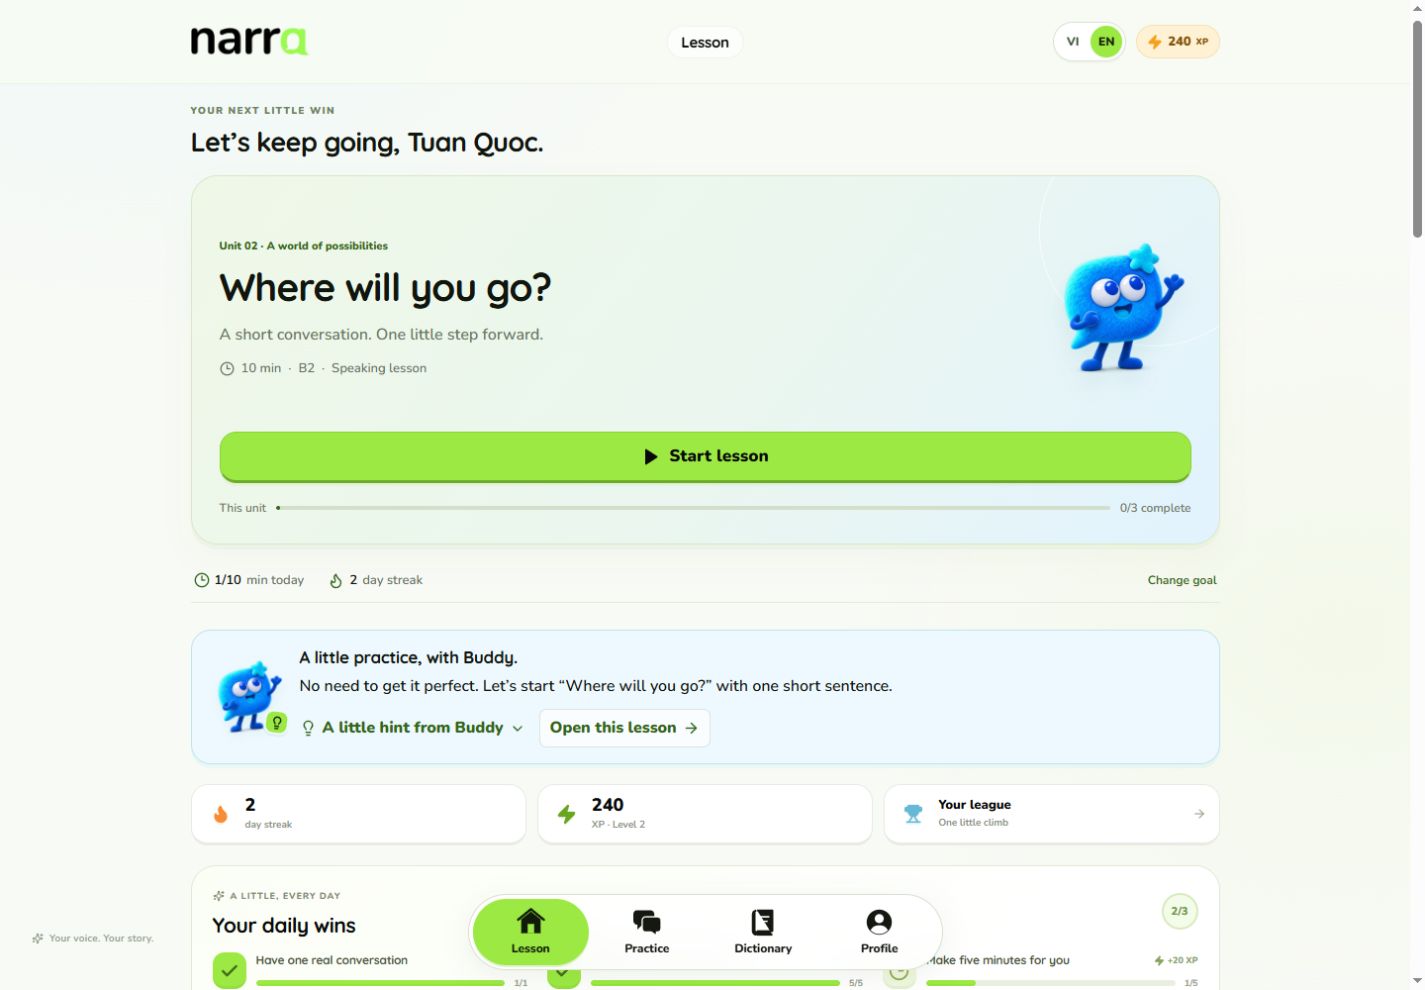 narra
Lesson
VI EN
240 XP
YOUR NEXT LITTLE WIN
Let’s keep going, Tuan Quoc.
Unit 02 · A world of possibilities
Where will you go?
A short conversation. One little step forward.
10 min · B2 · Speaking lesson
Start lesson
This unit
0/3 complete
1/10 min today
2 day streak
Change goal
A little practice, with Buddy.
No need to get it perfect. Let’s start “Where will you go?” with one short sentence.
A little hint from Buddy
Open this lesson
2
day streak
240
XP · Level 2
Your league
One little climb
A LITTLE, EVERY DAY
Your daily wins
2/3
Have one real conversation
1/1
5/5
Make five minutes for you
+20 XP
1/5
Lesson
Practice
Dictionary
Profile
Your voice. Your story.